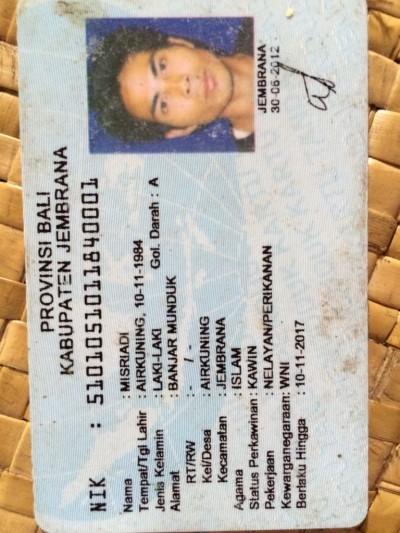 PROVINSI BALI
KABUPATEN JEMBRANA
NIK : 5101051011840001
Nama : MISRIADI
Tempat/Tgl Lahir : AIRKUNING, 10-11-1984
Jenis Kelamin : LAKI-LAKI Gol. Darah : A
Alamat : BANJAR MUNDUK
RT/RW : - / -
Kel/Desa : AIRKUNING
Kecamatan : JEMBRANA
Agama : ISLAM
Status Perkawinan : KAWIN
Pekerjaan : NELAYAN/PERIKANAN
Kewarganegaraan: WNI
Berlaku Hingga : 10-11-2017
JEMBRANA
30-06-2012